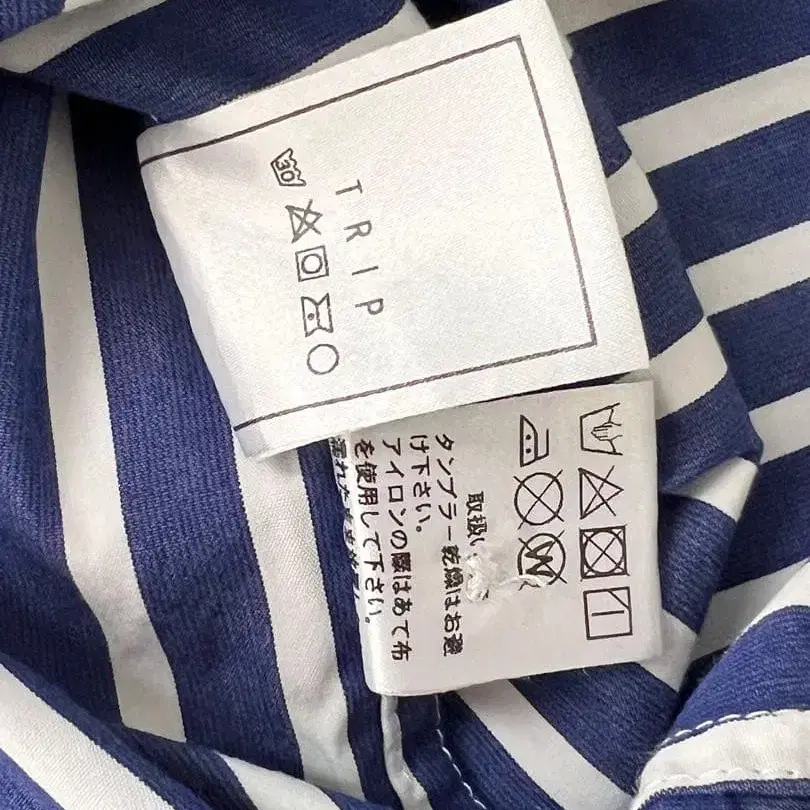 TRIP
30
取扱い
タンブラー乾燥はお避
け下さい。
アイロンの際はあて布
を使用して下さい。
W